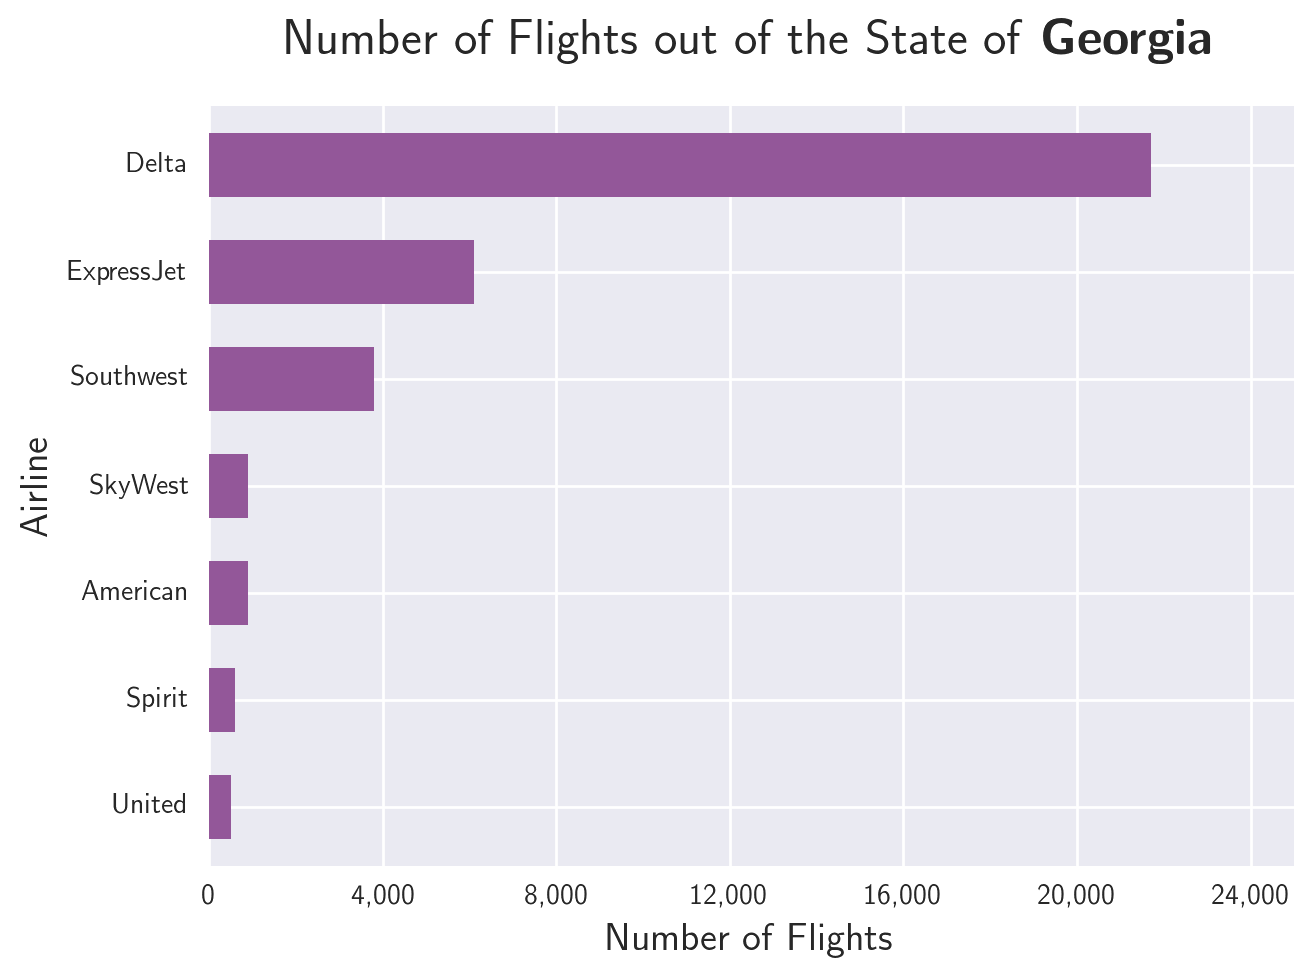 Number of Flights out of the State of Georgia
Delta
ExpressJet
Southwest
SkyWest
American
Spirit
United
Airline
0
4,000
8,000
12,000
16,000
20,000
24,000
Number of Flights